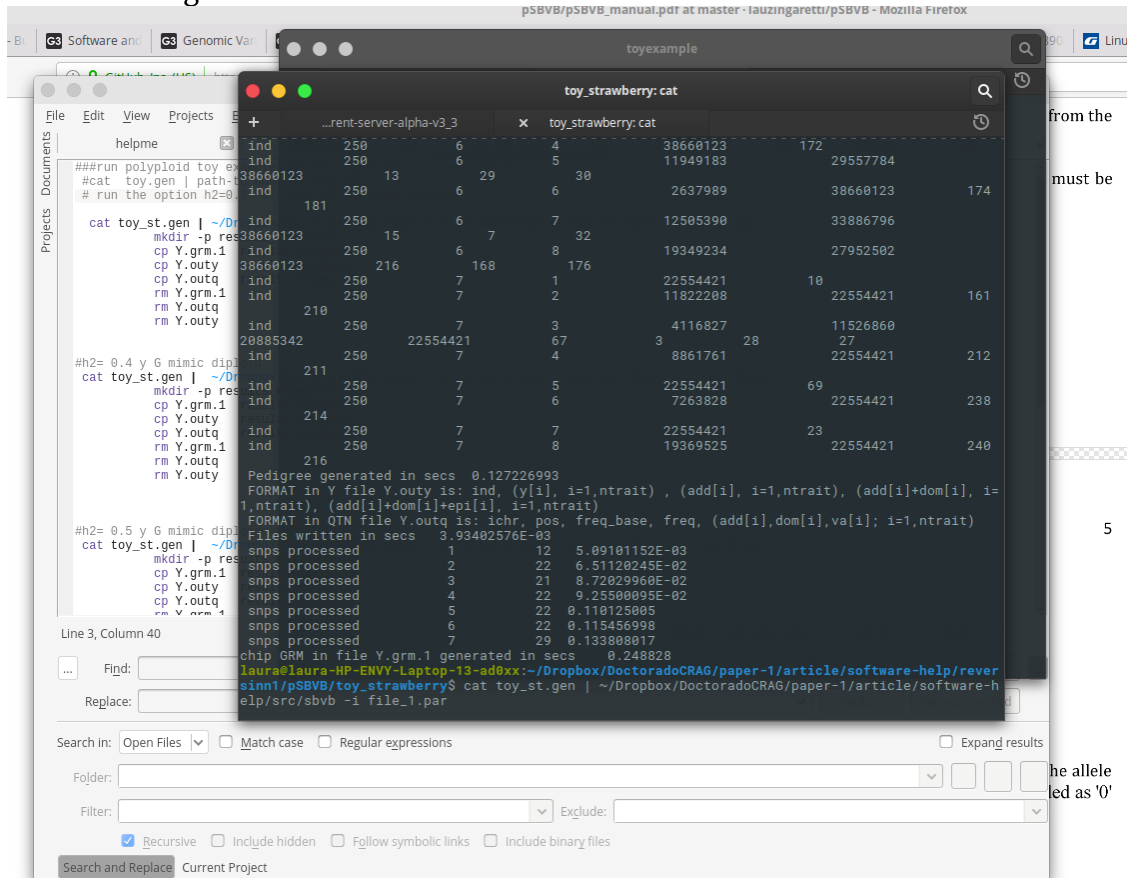 pSBVB/pSBVB_manual.pdf at master · lauzingaretti/pSBVB - Mozilla Firefox
G3 Software and
G3 Genomic Var
Linu
toyexample
toy_strawberry: cat
File Edit View Projects
...rent-server-alpha-v3_3 × toy_strawberry: cat
from the
must be
helpme
Documents
Projects
###run polyploid toy ex
#cat toy.gen | path-t
# run the option h2=0.
cat toy_st.gen | ~/Dr
mkdir -p res
cp Y.grm.1
cp Y.outy
cp Y.outq
rm Y.grm.1
rm Y.outq
rm Y.outy
#h2= 0.4 y G mimic dipl
cat toy_st.gen | ~/Dr
mkdir -p res
cp Y.grm.1
cp Y.outy
cp Y.outq
rm Y.grm.1
rm Y.outq
rm Y.outy
#h2= 0.5 y G mimic dipl
cat toy_st.gen | ~/Dr
mkdir -p res
cp Y.grm.1
cp Y.outy
cp Y.outq
rm Y.grm.1
ind 250 6 4 38660123 172
ind 250 6 5 11949183 29557784
38660123 13 29 30
ind 250 6 6 2637989 38660123 174
181
ind 250 6 7 12505390 33886796
38660123 15 7 32
ind 250 6 8 19349234 27952502
38660123 216 168 176
ind 250 7 1 22554421 10
ind 250 7 2 11822208 22554421 161
210
ind 250 7 3 4116827 11526860
20885342 22554421 67 3 28 27
ind 250 7 4 8861761 22554421 212
211
ind 250 7 5 22554421 69
ind 250 7 6 7263828 22554421 238
214
ind 250 7 7 22554421 23
ind 250 7 8 19369525 22554421 240
216
Pedigree generated in secs 0.127226993
FORMAT in Y file Y.outy is: ind, (y[i], i=1,ntrait) , (add[i], i=1,ntrait), (add[i]+dom[i], i=
1,ntrait), (add[i]+dom[i]+epi[i], i=1,ntrait)
FORMAT in QTN file Y.outq is: ichr, pos, freq_base, freq, (add[i],dom[i],va[i]; i=1,ntrait)
Files written in secs 3.93402576E-03
snps processed 1 12 5.09101152E-03
snps processed 2 22 6.51120245E-02
snps processed 3 21 8.72029960E-02
snps processed 4 22 9.25500095E-02
snps processed 5 22 0.110125005
snps processed 6 22 0.115456998
snps processed 7 29 0.133808017
chip GRM in file Y.grm.1 generated in secs 0.248828
laura@laura-HP-ENVY-Laptop-13-ad0xx:~/Dropbox/DoctoradoCRAG/paper-1/article/software-help/rever
sinn1/pSBVB/toy_strawberry$ cat toy_st.gen | ~/Dropbox/DoctoradoCRAG/paper-1/article/software-h
elp/src/sbvb -i file_1.par
5
Line 3, Column 40
... Find:
Replace:
Search in: Open Files Match case Regular expressions Expand results
Folder:
Filter: Exclude:
Recursive Include hidden Follow symbolic links Include binary files
Search and Replace Current Project
he allele
led as '0'